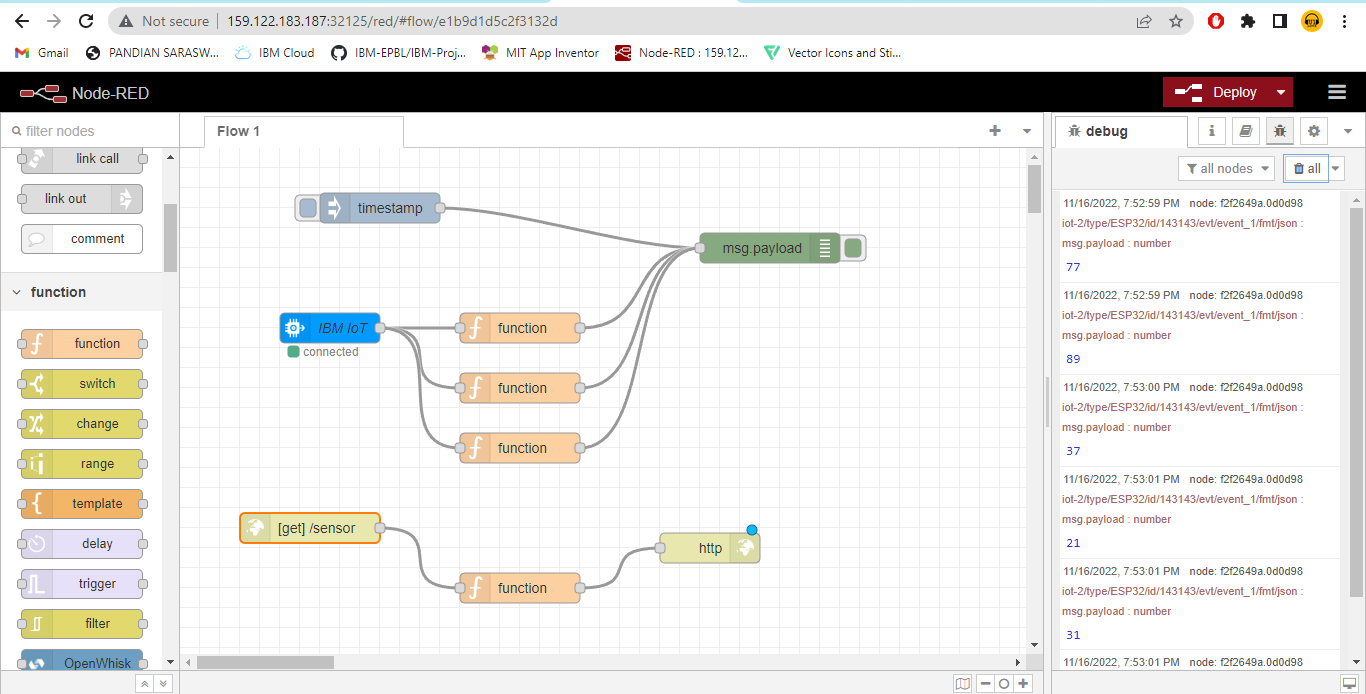 Not secure | 159.122.183.187:32125/red/#flow/e1b9d1d5c2f3132d
Gmail PANDIAN SARASW... IBM Cloud IBM-EPBL/IBM-Proj... MIT App Inventor Node-RED : 159.12... Vector Icons and Sti...
Node-RED Deploy
filter nodes
link call
link out
comment
function
function
switch
change
range
template
delay
trigger
filter
OpenWhisk
Flow 1
timestamp
msg.payload
IBM IoT
connected
function
function
function
[get] /sensor
http
function
debug
i
all nodes all
11/16/2022, 7:52:59 PM node: f2f2649a.0d0d98
iot-2/type/ESP32/id/143143/evt/event_1/fmt/json :
msg.payload : number
77
11/16/2022, 7:52:59 PM node: f2f2649a.0d0d98
iot-2/type/ESP32/id/143143/evt/event_1/fmt/json :
msg.payload : number
89
11/16/2022, 7:53:00 PM node: f2f2649a.0d0d98
iot-2/type/ESP32/id/143143/evt/event_1/fmt/json :
msg.payload : number
37
11/16/2022, 7:53:01 PM node: f2f2649a.0d0d98
iot-2/type/ESP32/id/143143/evt/event_1/fmt/json :
msg.payload : number
21
11/16/2022, 7:53:01 PM node: f2f2649a.0d0d98
iot-2/type/ESP32/id/143143/evt/event_1/fmt/json :
msg.payload : number
31
11/16/2022, 7:53:01 PM node: f2f2649a.0d0d98